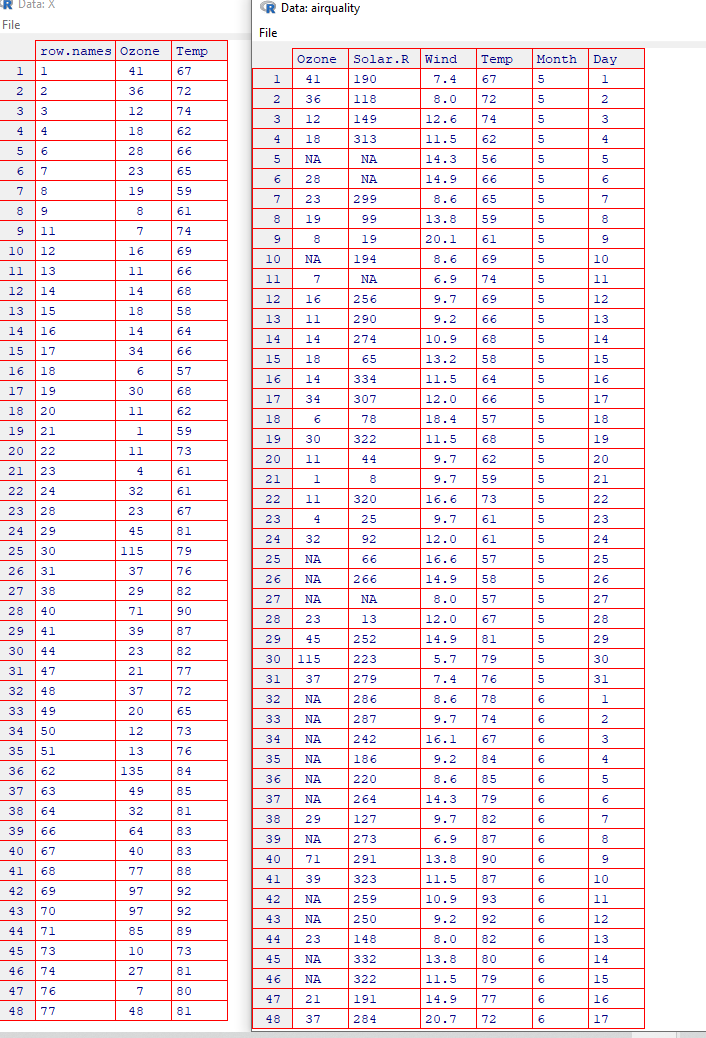 Data: X
File
row.names Ozone Temp
1 1 41 67
2 2 36 72
3 3 12 74
4 4 18 62
5 6 28 66
6 7 23 65
7 8 19 59
8 9 8 61
9 11 7 74
10 12 16 69
11 13 11 66
12 14 14 68
13 15 18 58
14 16 14 64
15 17 34 66
16 18 6 57
17 19 30 68
18 20 11 62
19 21 1 59
20 22 11 73
21 23 4 61
22 24 32 61
23 28 23 67
24 29 45 81
25 30 115 79
26 31 37 76
27 38 29 82
28 40 71 90
29 41 39 87
30 44 23 82
31 47 21 77
32 48 37 72
33 49 20 65
34 50 12 73
35 51 13 76
36 62 135 84
37 63 49 85
38 64 32 81
39 66 64 83
40 67 40 83
41 68 77 88
42 69 97 92
43 70 97 92
44 71 85 89
45 73 10 73
46 74 27 81
47 76 7 80
48 77 48 81
Data: airquality
File
Ozone Solar.R Wind Temp Month Day
1 41 190 7.4 67 5 1
2 36 118 8.0 72 5 2
3 12 149 12.6 74 5 3
4 18 313 11.5 62 5 4
5 NA NA 14.3 56 5 5
6 28 NA 14.9 66 5 6
7 23 299 8.6 65 5 7
8 19 99 13.8 59 5 8
9 8 19 20.1 61 5 9
10 NA 194 8.6 69 5 10
11 7 NA 6.9 74 5 11
12 16 256 9.7 69 5 12
13 11 290 9.2 66 5 13
14 14 274 10.9 68 5 14
15 18 65 13.2 58 5 15
16 14 334 11.5 64 5 16
17 34 307 12.0 66 5 17
18 6 78 18.4 57 5 18
19 30 322 11.5 68 5 19
20 11 44 9.7 62 5 20
21 1 8 9.7 59 5 21
22 11 320 16.6 73 5 22
23 4 25 9.7 61 5 23
24 32 92 12.0 61 5 24
25 NA 66 16.6 57 5 25
26 NA 266 14.9 58 5 26
27 NA NA 8.0 57 5 27
28 23 13 12.0 67 5 28
29 45 252 14.9 81 5 29
30 115 223 5.7 79 5 30
31 37 279 7.4 76 5 31
32 NA 286 8.6 78 6 1
33 NA 287 9.7 74 6 2
34 NA 242 16.1 67 6 3
35 NA 186 9.2 84 6 4
36 NA 220 8.6 85 6 5
37 NA 264 14.3 79 6 6
38 29 127 9.7 82 6 7
39 NA 273 6.9 87 6 8
40 71 291 13.8 90 6 9
41 39 323 11.5 87 6 10
42 NA 259 10.9 93 6 11
43 NA 250 9.2 92 6 12
44 23 148 8.0 82 6 13
45 NA 332 13.8 80 6 14
46 NA 322 11.5 79 6 15
47 21 191 14.9 77 6 16
48 37 284 20.7 72 6 17